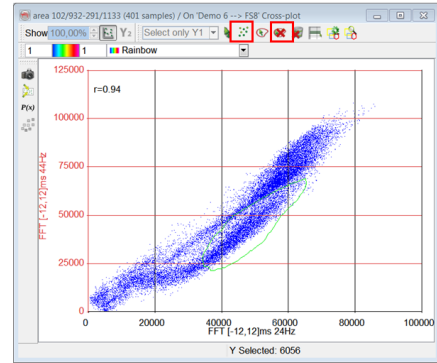 area 102/932-291/1133 (401 samples) / On 'Demo 6 --> FS8' Cross-plot
Show 100,00% Y2 Select only Y1
1 1 Rainbow
P(x)
r=0.94
125000
100000
75000
50000
25000
0
FFT [-12,12]ms 44Hz
0 20000 40000 60000 80000 100000
FFT [-12,12]ms 24Hz
Y Selected: 6056